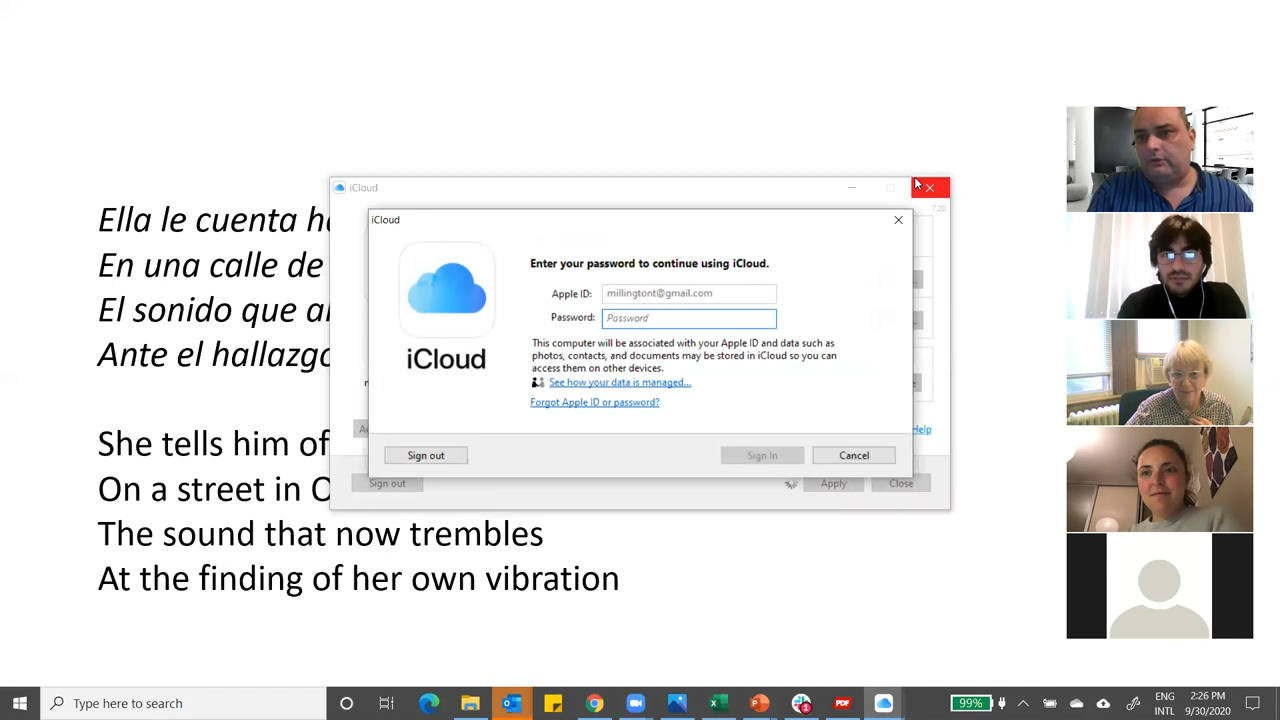 iCloud
7.20
iCloud
Ella le cuenta
En una calle de
El sonido que
Ante el hallazgo
Enter your password to continue using iCloud.
Apple ID: millingtont@gmail.com
Password: Password
iCloud
This computer will be associated with your Apple ID and data such as
photos, contacts, and documents may be stored in iCloud so you can
access them on other devices.
See how your data is managed...
Forgot Apple ID or password?
Help
Sign out
Sign In
Cancel
Sign out
Apply
Close
She tells him of
On a street in
The sound that now trembles
At the finding of her own vibration
Type here to search
99%
ENG
INTL
2:26 PM
9/30/2020